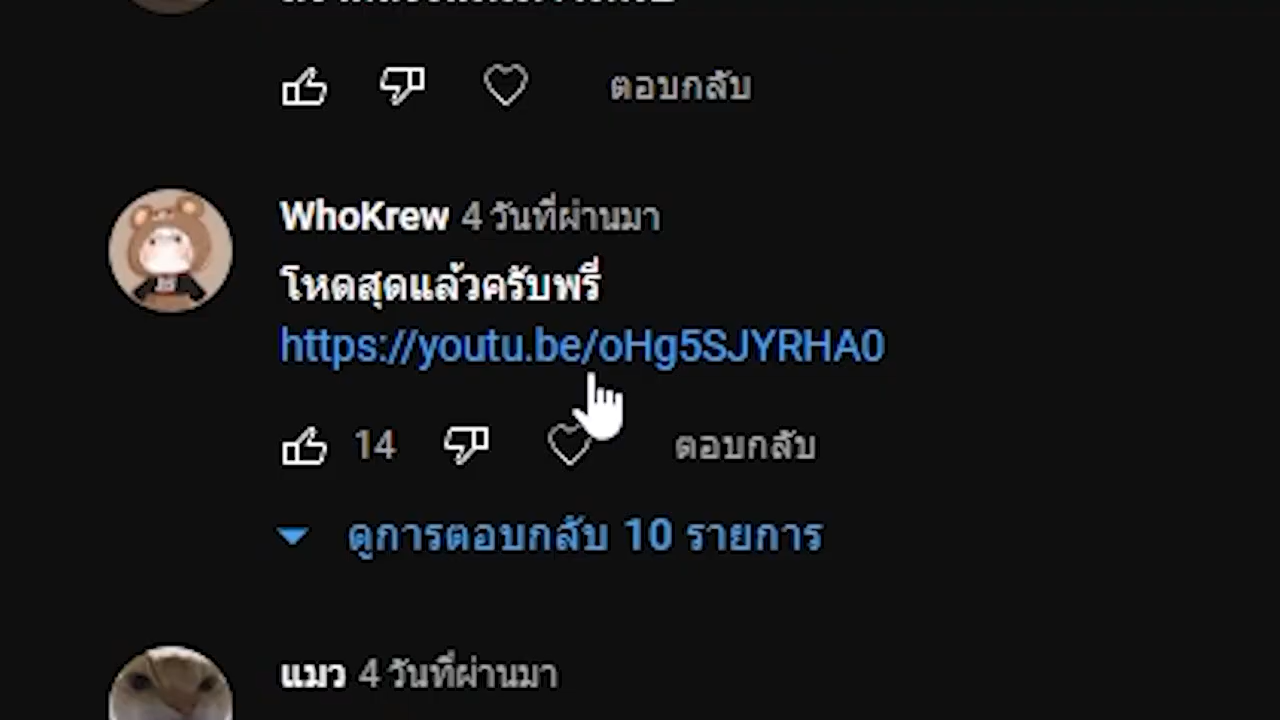 ตอบกลับ
WhoKrew 4 วันที่ผ่านมา
โหดสุดแล้วครับพรี่
https://youtu.be/oHg5SJYRHA0
14 ตอบกลับ
ดูการตอบกลับ 10 รายการ
แมว 4 วันที่ผ่านมา